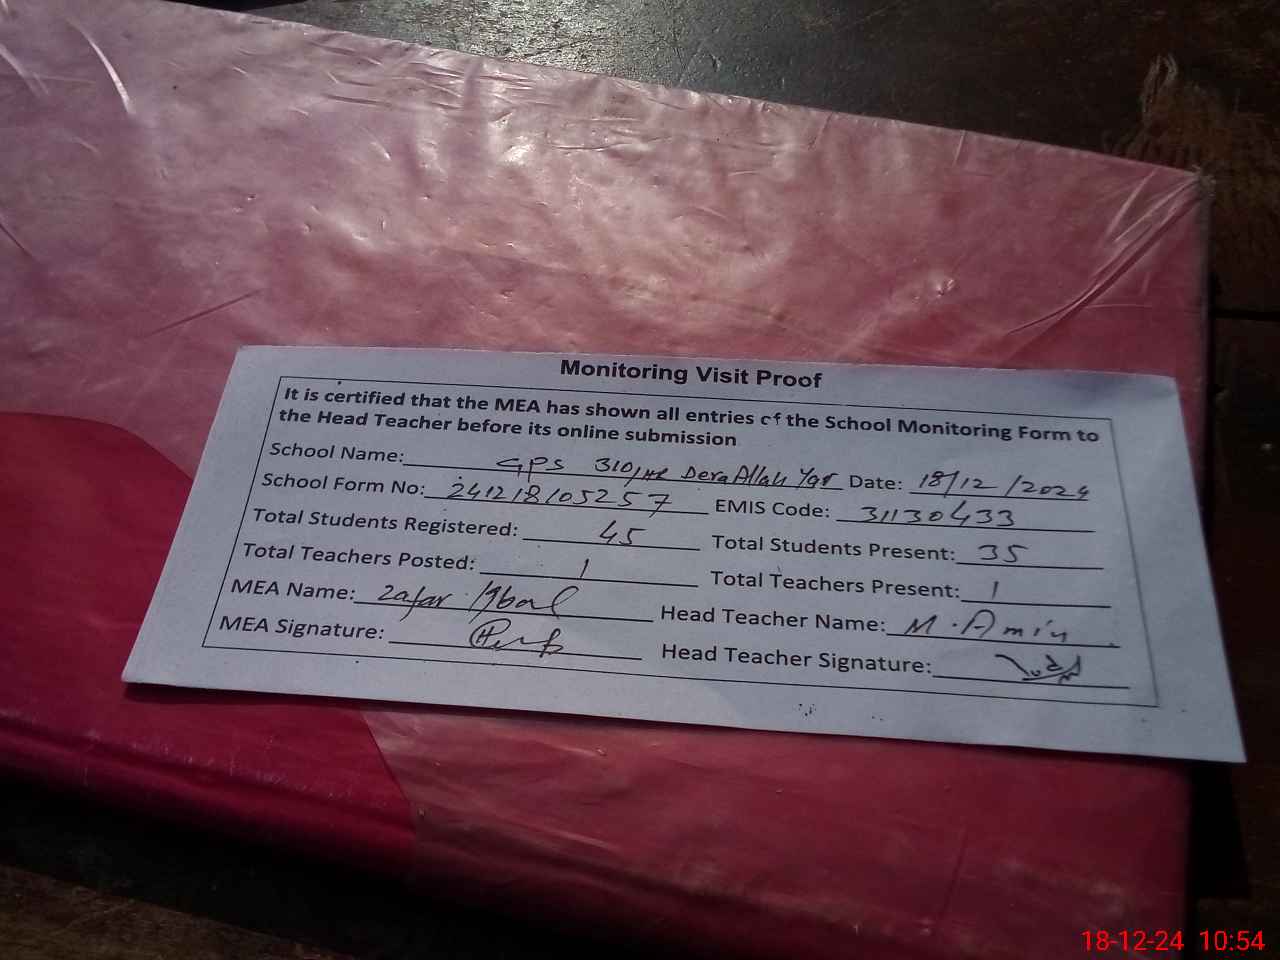 Monitoring Visit Proof
It is certified that the MEA has shown all entries of the School Monitoring Form to
the Head Teacher before its online submission
School Name: GPS 310/HR Dera Allah Yar Date: 18/12/2024
School Form No: 241218105257 EMIS Code: 31130433
Total Students Registered: 45 Total Students Present: 35
Total Teachers Posted: 1 Total Teachers Present: 1
MEA Name: Zafar Iqbal Head Teacher Name: M. Amin
MEA Signature: Head Teacher Signature:
18-12-24 10:54